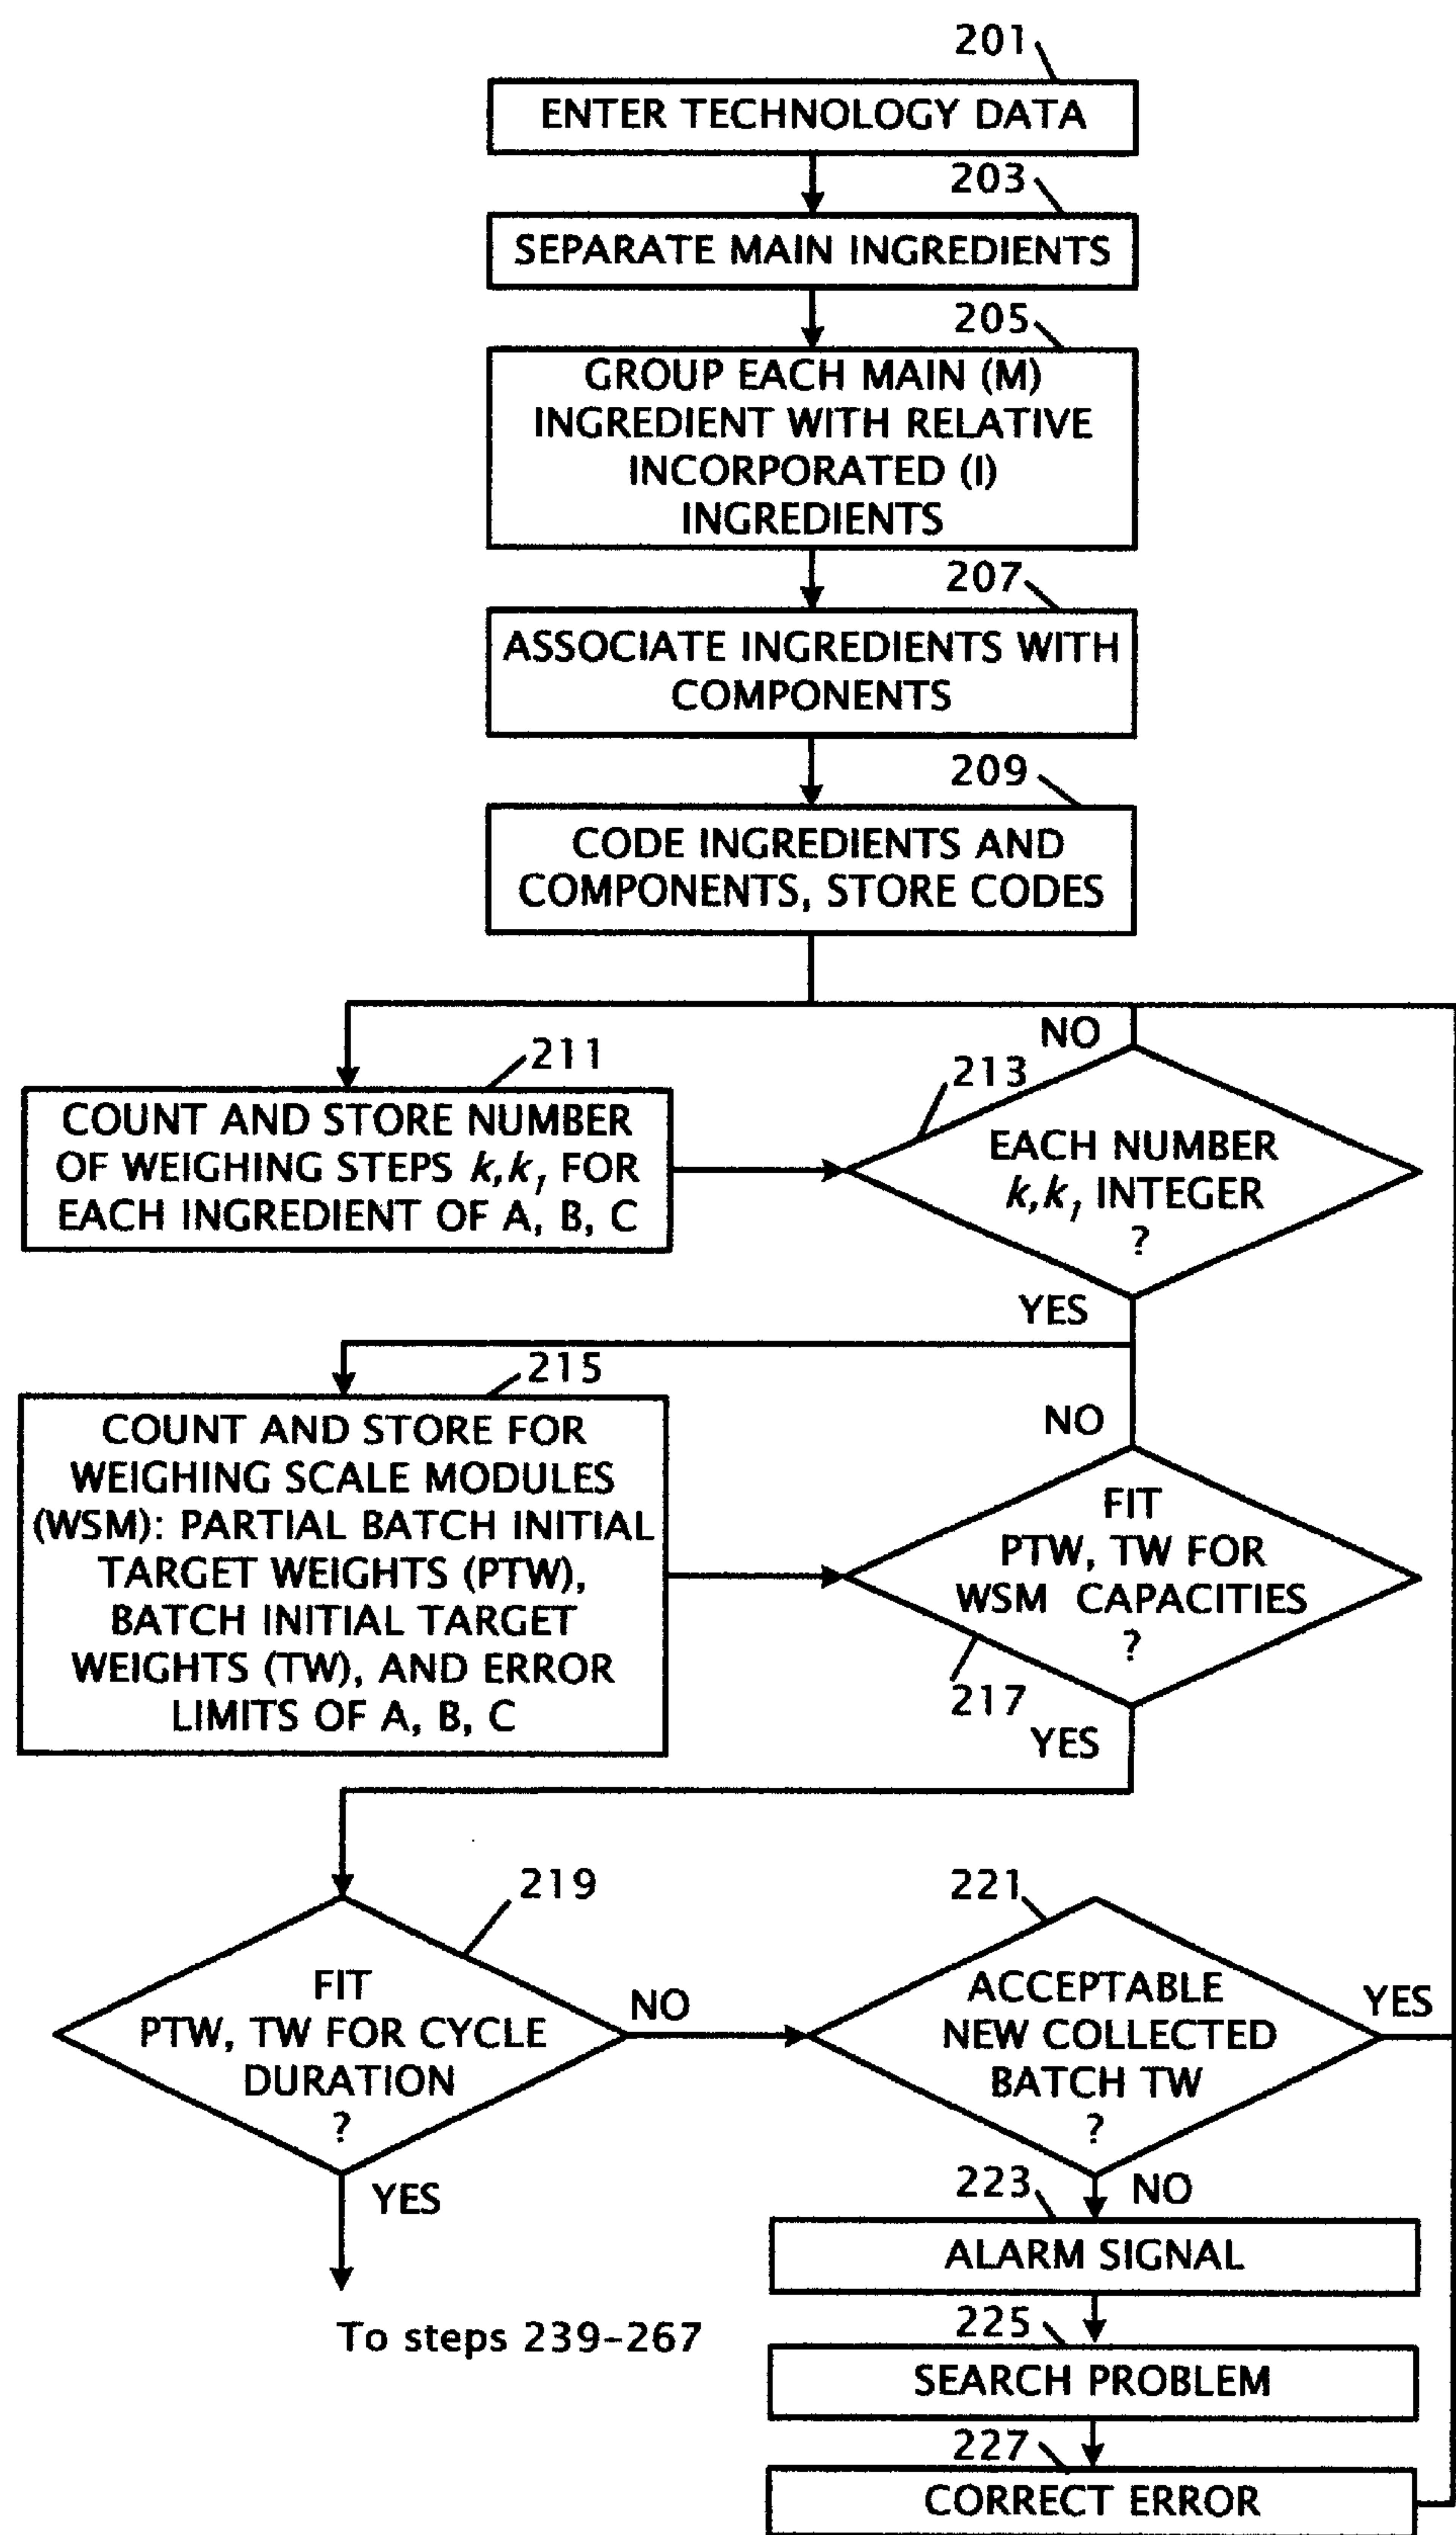 201
ENTER TECHNOLOGY DATA
203
SEPARATE MAIN INGREDIENTS
205
GROUP EACH MAIN (M)
INGREDIENT WITH RELATIVE
INCORPORATED (I)
INGREDIENTS
207
ASSOCIATE INGREDIENTS WITH
COMPONENTS
209
CODE INGREDIENTS AND
COMPONENTS, STORE CODES
211
COUNT AND STORE NUMBER
OF WEIGHING STEPS k,k₁ FOR
EACH INGREDIENT OF A, B, C
NO
213
EACH NUMBER
k,k₁ INTEGER
?
YES
215
COUNT AND STORE FOR
WEIGHING SCALE MODULES
(WSM): PARTIAL BATCH INITIAL
TARGET WEIGHTS (PTW),
BATCH INITIAL TARGET
WEIGHTS (TW), AND ERROR
LIMITS OF A, B, C
NO
FIT
PTW, TW FOR
WSM CAPACITIES
?
217
YES
219
FIT
PTW, TW FOR CYCLE
DURATION
?
NO
YES
To steps 239-267
221
ACCEPTABLE
NEW COLLECTED
BATCH TW
?
YES
NO
223
ALARM SIGNAL
225
SEARCH PROBLEM
227
CORRECT ERROR